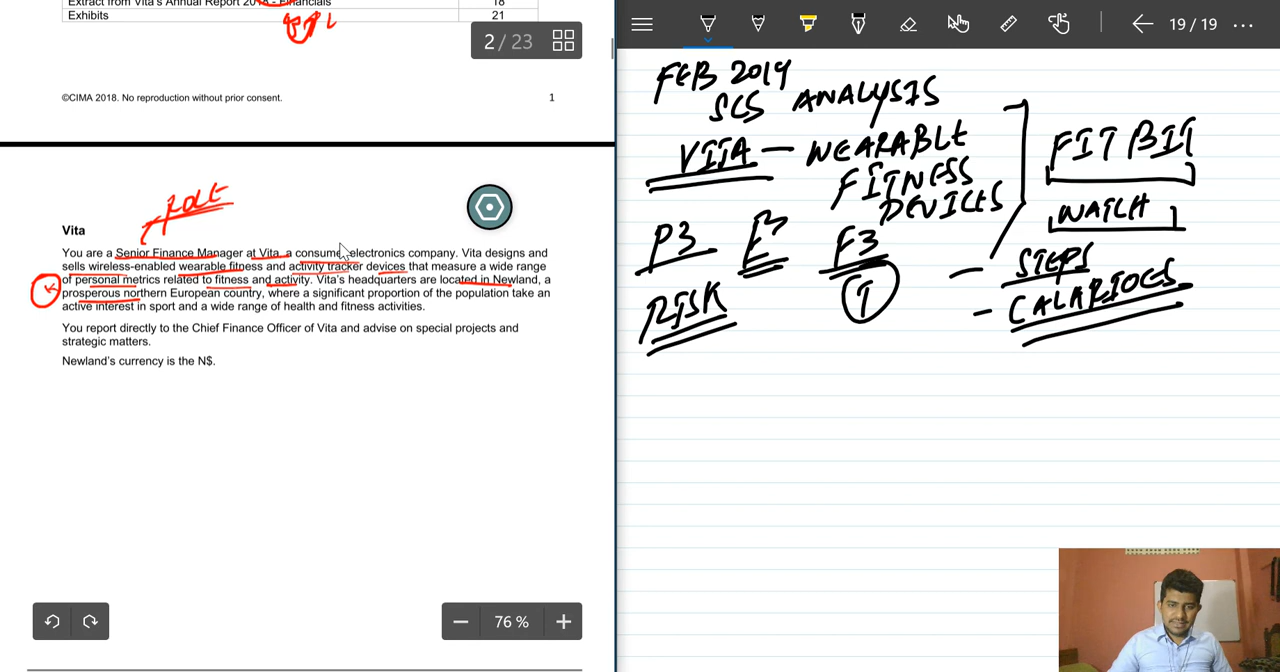 Extract from Vita's Annual Report 2018 - Financials 18
Exhibits 21
2 / 23
©CIMA 2018. No reproduction without prior consent. 1
ROLE
Vita
You are a Senior Finance Manager at Vita, a consumer electronics company. Vita designs and
sells wireless-enabled wearable fitness and activity tracker devices that measure a wide range
of personal metrics related to fitness and activity. Vita's headquarters are located in Newland, a
prosperous northern European country, where a significant proportion of the population take an
active interest in sport and a wide range of health and fitness activities.
You report directly to the Chief Finance Officer of Vita and advise on special projects and
strategic matters.
Newland's currency is the N$.
76 %
19 / 19
FEB 2019
SCS ANALYSIS
VITA - WEARABLE
FITNESS
DEVICES
FITBIT
WATCH
P3 E3 F3
RISK
- STEPS
- CALARIOES